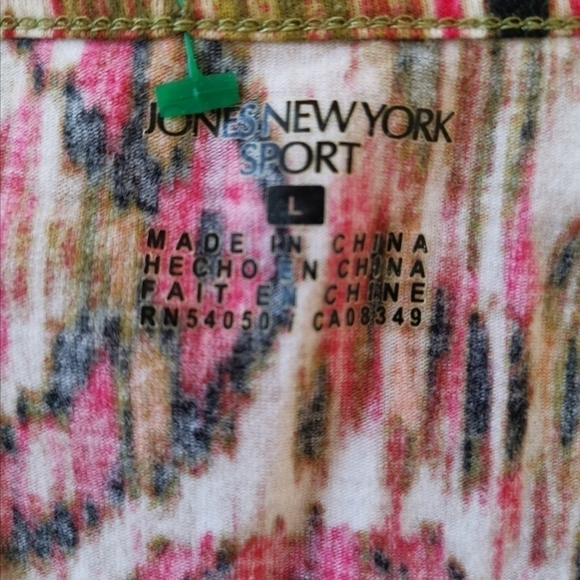 JONES NEW YORK
SPORT
L
MADE IN CHINA
HECHO EN CHINA
FAIT EN CHINE
RN54050 / CA08349